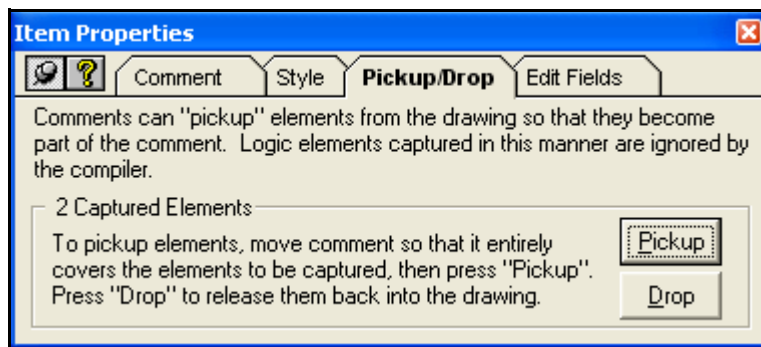 Item Properties
Comment Style Pickup/Drop Edit Fields
Comments can "pickup" elements from the drawing so that they become
part of the comment. Logic elements captured in this manner are ignored by
the compiler.
2 Captured Elements
To pickup elements, move comment so that it entirely
covers the elements to be captured, then press "Pickup".
Press "Drop" to release them back into the drawing.
Pickup
Drop